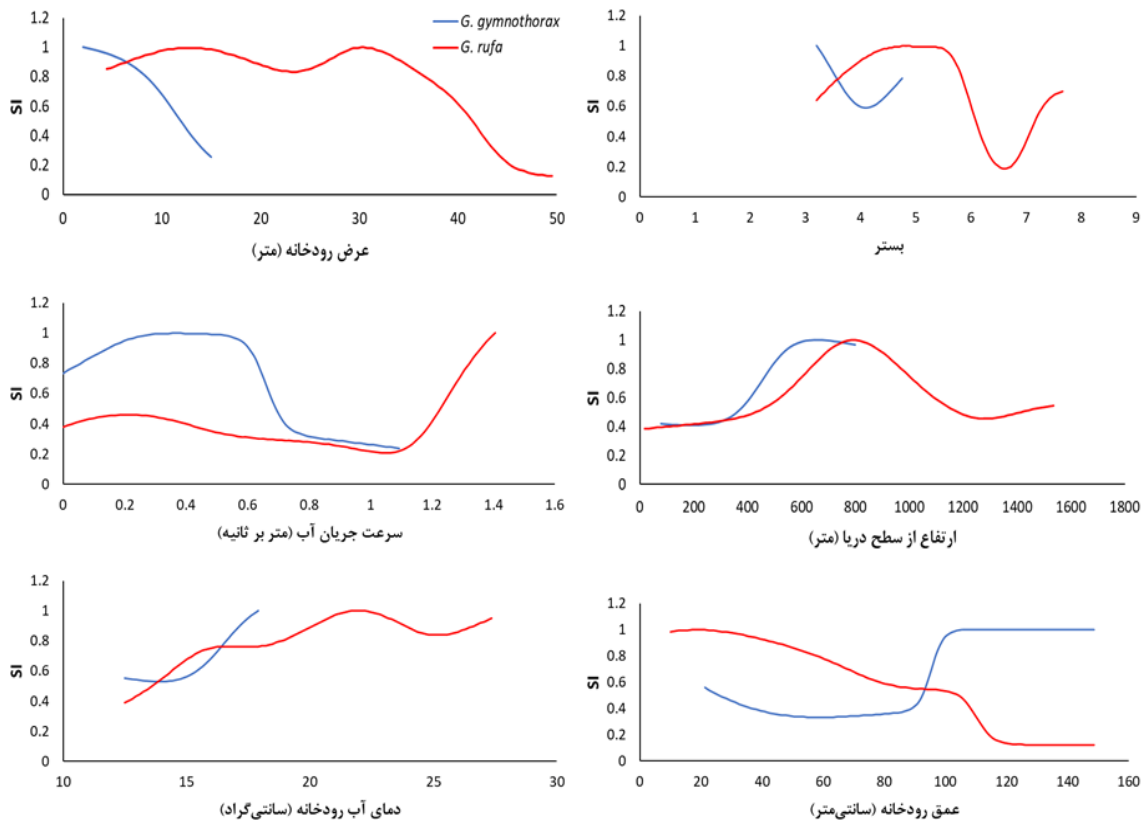 G. gymnothorax
G. rufa
SI
1.2
1
0.8
0.6
0.4
0.2
0
0 10 20 30 40 50
عرض رودخانه (متر)
SI
1.2
1
0.8
0.6
0.4
0.2
0
0 1 2 3 4 5 6 7 8 9
بستر
SI
1.2
1
0.8
0.6
0.4
0.2
0
0 0.2 0.4 0.6 0.8 1 1.2 1.4 1.6
سرعت جریان آب (متر بر ثانیه)
SI
1.2
1
0.8
0.6
0.4
0.2
0
0 200 400 600 800 1000 1200 1400 1600 1800
ارتفاع از سطح دریا (متر)
SI
1.2
1
0.8
0.6
0.4
0.2
0
10 15 20 25 30
دمای آب رودخانه (سانتی‌گراد)
SI
1.2
1
0.8
0.6
0.4
0.2
0
0 20 40 60 80 100 120 140 160
عمق رودخانه (سانتی‌متر)